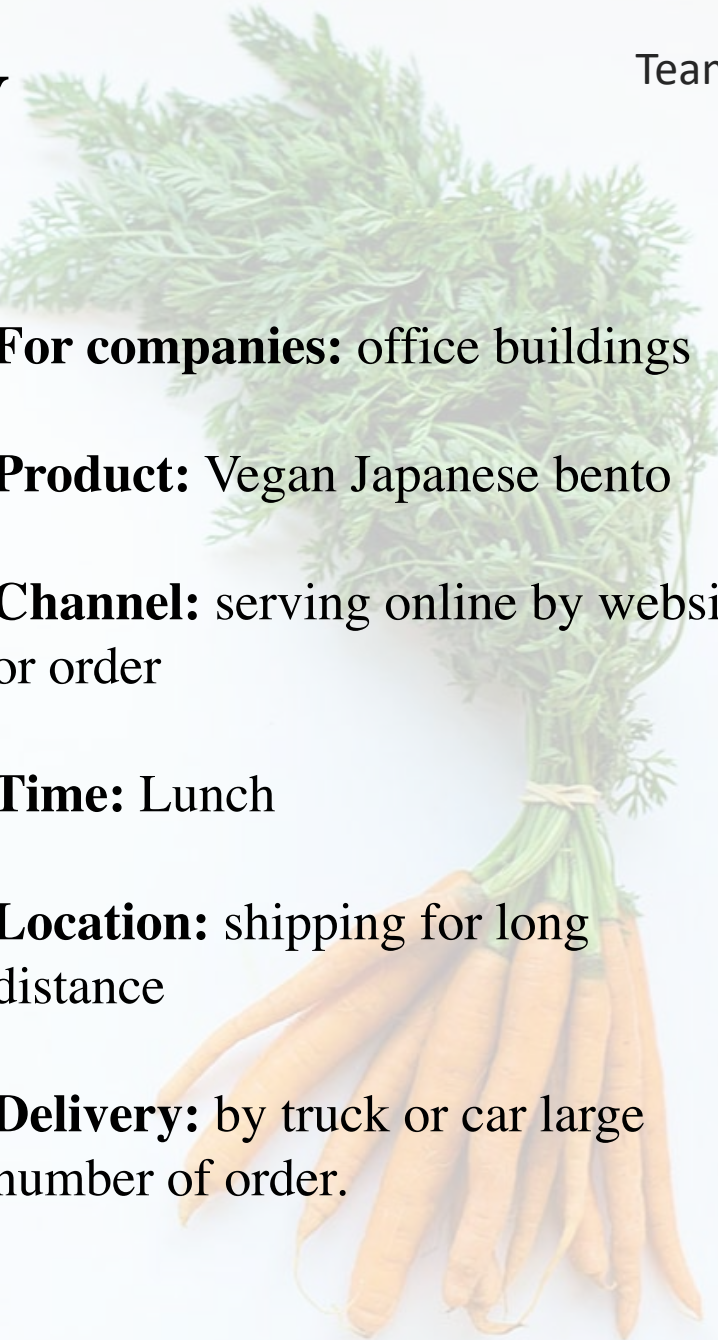 Tear
For companies: office buildings
Product: Vegan Japanese bento
Channel: serving online by websi
or order
Time: Lunch
Location: shipping for long
distance
Delivery: by truck or car large
number of order.